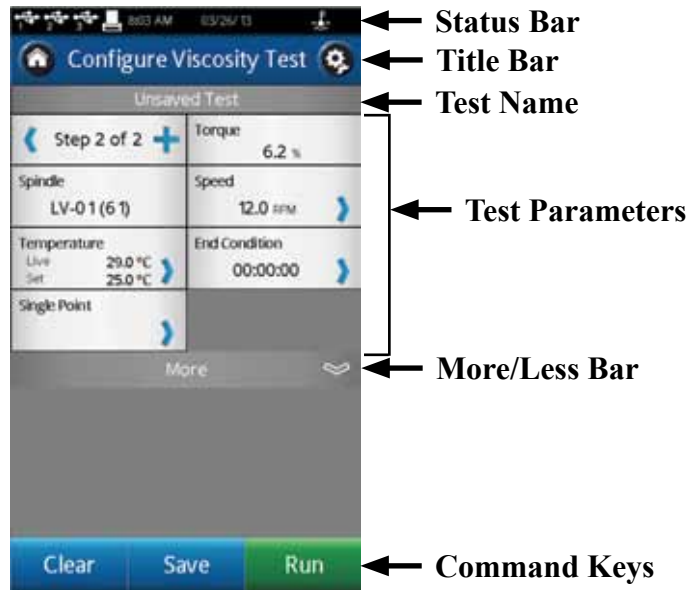 1 2 3 8:03 AM 03/26/13
Status Bar
Configure Viscosity Test
Title Bar
Unsaved Test
Test Name
Step 2 of 2
Torque
6.2 %
Spindle
LV-01(61)
Speed
12.0 RPM
Test Parameters
Temperature
Live 29.0 °C
Set 25.0 °C
End Condition
00:00:00
Single Point
More
More/Less Bar
Clear Save Run
Command Keys